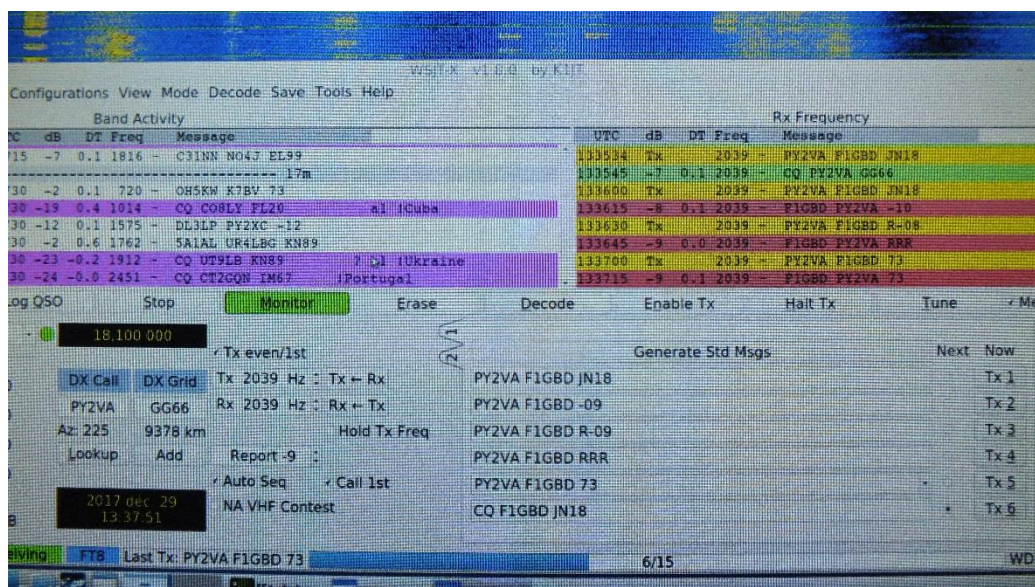 WSJT-X v1.8.0 by K1JT
Configurations View Mode Decode Save Tools Help
Band Activity
dB DT Freq Message
15 -7 0.1 1816 ~ C31NN NO4J EL99
17m
30 -2 0.1 720 ~ OH5KW K7BV 73
30 -19 0.4 1014 ~ CQ CO8LY FL20 a1 !Cuba
30 -12 0.1 1575 ~ DL3LP PY2XC -12
30 -2 0.6 1762 ~ 5A1AL UR4LBG KN89
30 -23 -0.2 1912 ~ CQ UT9LB KN89 ? a1 !Ukraine
30 -24 -0.0 2451 ~ CQ CT2GQN IM67 !Portugal
Rx Frequency
UTC dB DT Freq Message
133534 Tx 2039 ~ PY2VA F1GBD JN18
133545 -7 0.1 2039 ~ CQ PY2VA GG66
133600 Tx 2039 ~ PY2VA F1GBD JN18
133615 -8 0.1 2039 ~ F1GBD PY2VA -10
133630 Tx 2039 ~ PY2VA F1GBD R-08
133645 -9 0.0 2039 ~ F1GBD PY2VA RRR
133700 Tx 2039 ~ PY2VA F1GBD 73
133715 -9 0.1 2039 ~ F1GBD PY2VA 73
Log QSO Stop Monitor Erase Decode Enable Tx Halt Tx Tune
18,100 000
Tx even/1st
DX Call DX Grid
PY2VA GG66
Az: 225 9378 km
Lookup Add
Tx 2039 Hz Tx ← Rx
Rx 2039 Hz Rx ← Tx
Hold Tx Freq
Report -9
Auto Seq Call 1st
NA VHF Contest
2017 déc 29
13:37:51
2/1
Generate Std Msgs Next Now
PY2VA F1GBD JN18 Tx 1
PY2VA F1GBD -09 Tx 2
PY2VA F1GBD R-09 Tx 3
PY2VA F1GBD RRR Tx 4
PY2VA F1GBD 73 Tx 5
CQ F1GBD JN18 Tx 6
FT8 Last Tx: PY2VA F1GBD 73 6/15 WD